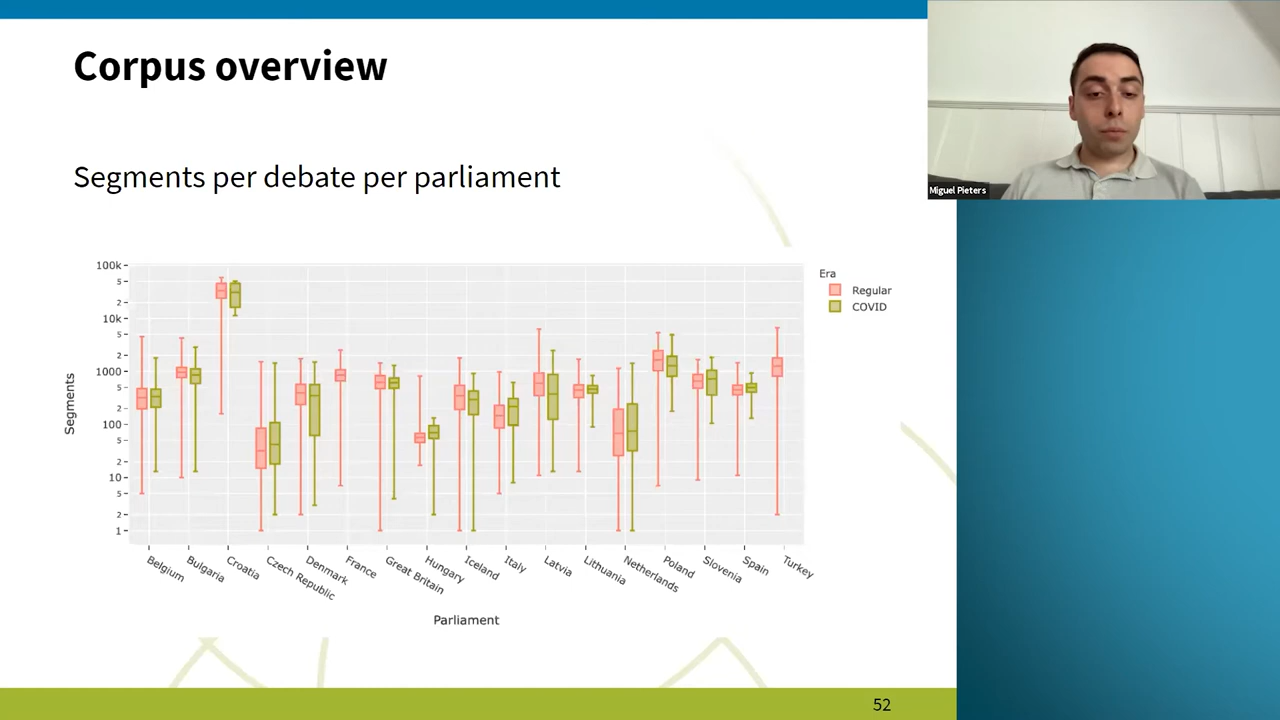 Corpus overview
Miguel Pieters
Segments per debate per parliament
Era
Regular
COVID
100k
5
2
10k
5
2
1000
5
2
100
5
2
10
5
2
1
Segments
Belgium
Bulgaria
Croatia
Czech Republic
Denmark
France
Great Britain
Hungary
Iceland
Italy
Latvia
Lithuania
Netherlands
Poland
Slovenia
Spain
Turkey
Parliament
52